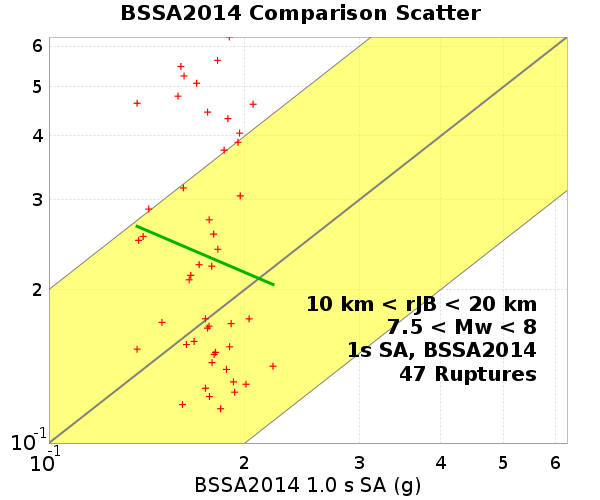 BSSA2014 Comparison Scatter
6
5
4
3
2
10 km < rJB < 20 km
7.5 < Mw < 8
1s SA, BSSA2014
47 Ruptures
10-1
10-1 2 3 4 5 6
BSSA2014 1.0 s SA (g)